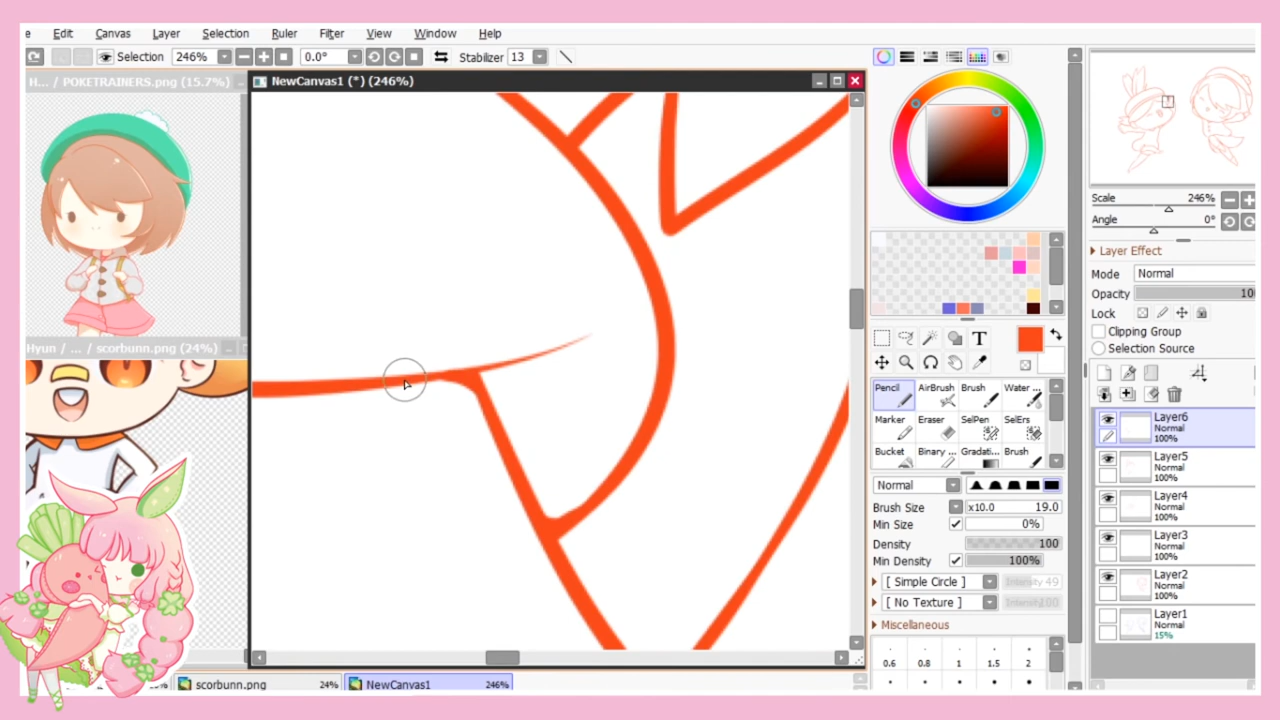 e Edit Canvas Layer Selection Ruler Filter View Window Help
Selection 246% 0.0° Stabilizer 13
H... / POKETRAINERS.png (15.7%)
NewCanvas1 (*) (246%)
Hyun / ... / scorbunn.png (24%)
Scale 246%
Angle 0°
Layer Effect
Mode Normal
Opacity 10
Lock
Clipping Group
Selection Source
T
Pencil AirBrush Brush Water ...
Marker Eraser SelPen SelErs
Bucket Binary ... Gradati... Brush
Normal
Brush Size x10.0 19.0
Min Size 0%
Density 100
Min Density 100%
[ Simple Circle ] Intensity 49
[ No Texture ] Intensity 100
Miscellaneous
0.6 0.8 1 1.5 2
Layer6
Normal
100%
Layer5
Normal
100%
Layer4
Normal
100%
Layer3
Normal
100%
Layer2
Normal
100%
Layer1
Normal
15%
scorbunn.png 24% NewCanvas1 246%